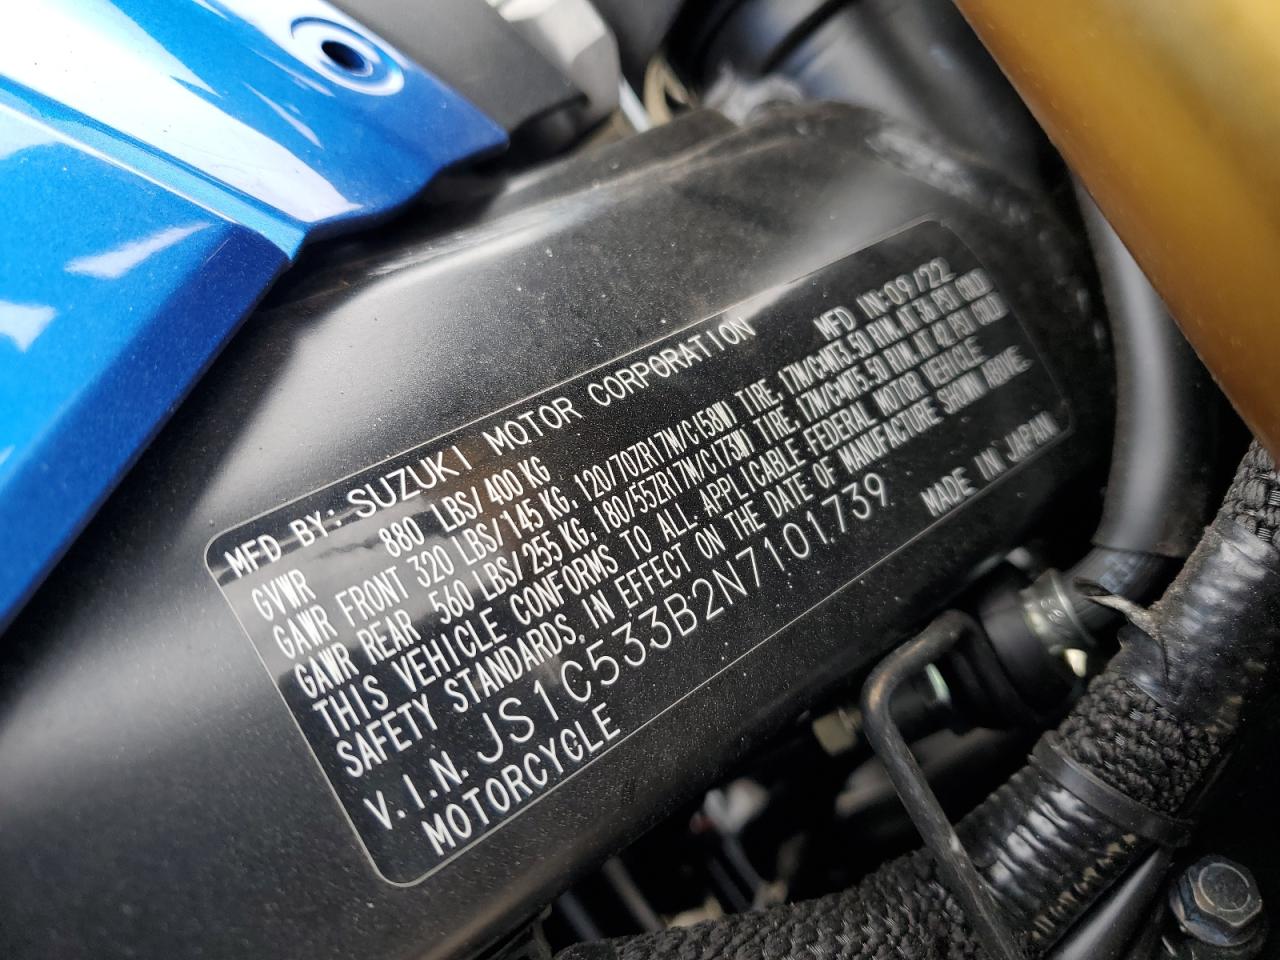 MFD BY: SUZUKI MOTOR CORPORATION MFD IN:09/22
GVWR 880 LBS/400 KG
GAWR FRONT 320 LBS/145 KG, 120/70ZR17M/C(58W) TIRE, 17M/C×MT3.50 RIM, AT 36 PSI COLD
GAWR REAR 560 LBS/255 KG, 180/55ZR17M/C(73W) TIRE, 17M/C×MT5.50 RIM, AT 42 PSI COLD
THIS VEHICLE CONFORMS TO ALL APPLICABLE FEDERAL MOTOR VEHICLE
SAFETY STANDARDS, IN EFFECT ON THE DATE OF MANUFACTURE SHOWN ABOVE.
V.I.N. JS1C533B2N7101739 MADE IN JAPAN
MOTORCYCLE